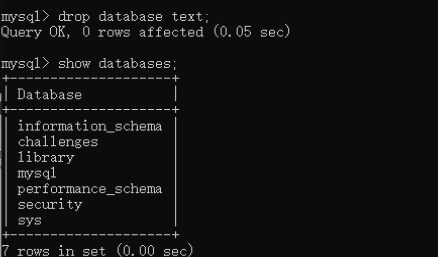 mysql> drop database text;
Query OK, 0 rows affected (0.05 sec)
mysql> show databases;
+--------------------+
| Database           |
+--------------------+
| information_schema |
| challenges         |
| library            |
| mysql              |
| performance_schema |
| security           |
| sys                |
+--------------------+
7 rows in set (0.00 sec)